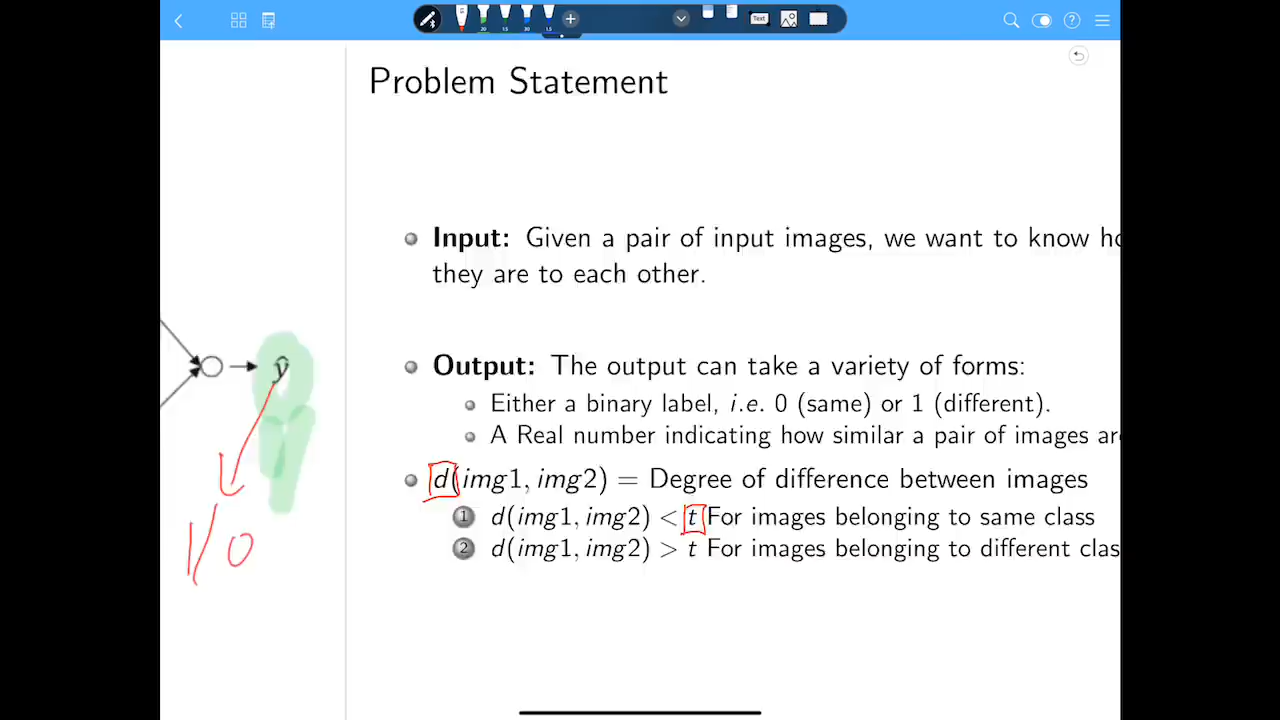 Text
Problem Statement
Input: Given a pair of input images, we want to know
they are to each other.
ŷ
1/0
Output: The output can take a variety of forms:
Either a binary label, i.e. 0 (same) or 1 (different).
A Real number indicating how similar a pair of images
d(img1, img2) = Degree of difference between images
1 d(img1, img2) < t For images belonging to same class
2 d(img1, img2) > t For images belonging to different